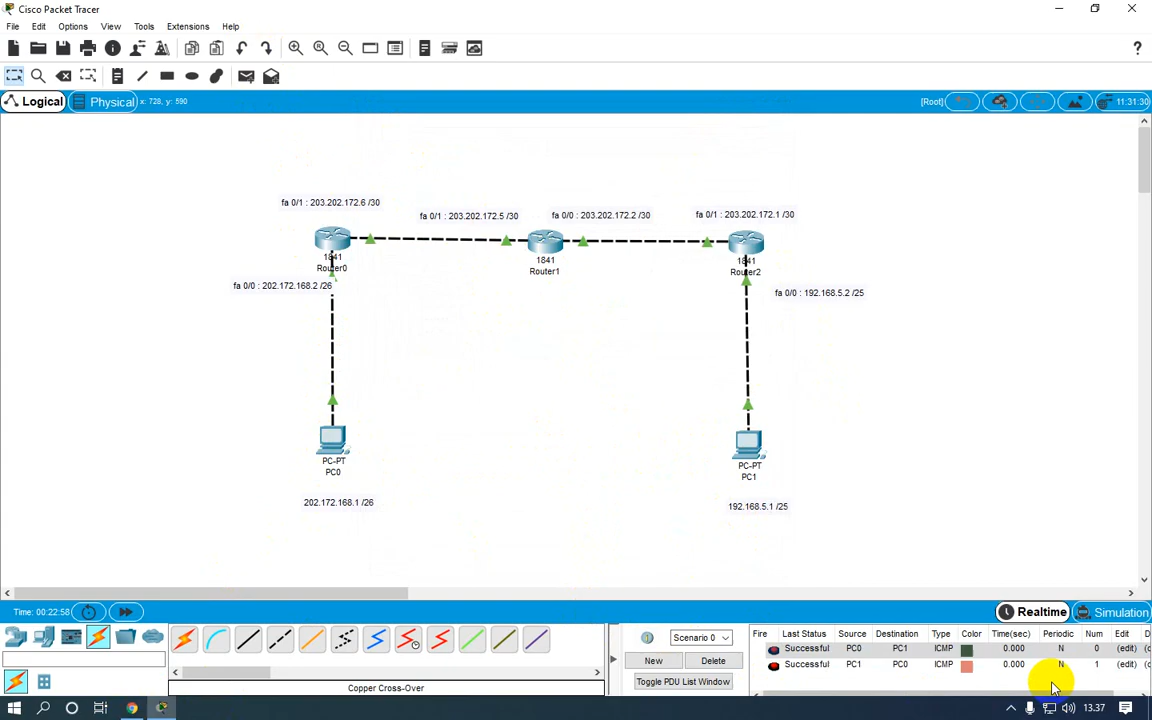 Cisco Packet Tracer
File Edit Options View Tools Extensions Help
Logical Physical x: 728, y: 590 [Root] 11:31:30
fa 0/1 : 203.202.172.6 /30
fa 0/1 : 203.202.172.5 /30 fa 0/0 : 203.202.172.2 /30 fa 0/1 : 203.202.172.1 /30
1841 1841 1841
Router0 Router1 Router2
fa 0/0 : 202.172.168.2 /26 fa 0/0 : 192.168.5.2 /25
PC-PT PC-PT
PC0 PC1
202.172.168.1 /26 192.168.5.1 /25
Time: 00:22:58 Realtime Simulation
Scenario 0
New Delete
Toggle PDU List Window
Copper Cross-Over
Fire Last Status Source Destination Type Color Time(sec) Periodic Num Edit D
Successful PC0 PC1 ICMP 0.000 N 0 (edit) (c
Successful PC1 PC0 ICMP 0.000 N 1 (edit) (c
13.37